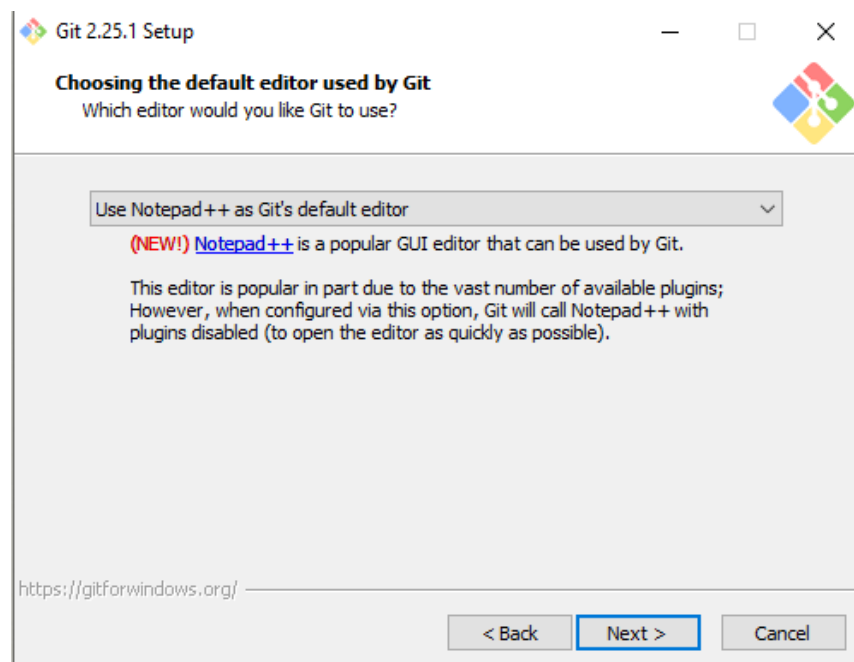 Git 2.25.1 Setup
Choosing the default editor used by Git
Which editor would you like Git to use?
Use Notepad++ as Git's default editor
(NEW!) Notepad++ is a popular GUI editor that can be used by Git.
This editor is popular in part due to the vast number of available plugins;
However, when configured via this option, Git will call Notepad++ with
plugins disabled (to open the editor as quickly as possible).
https://gitforwindows.org/
< Back Next > Cancel